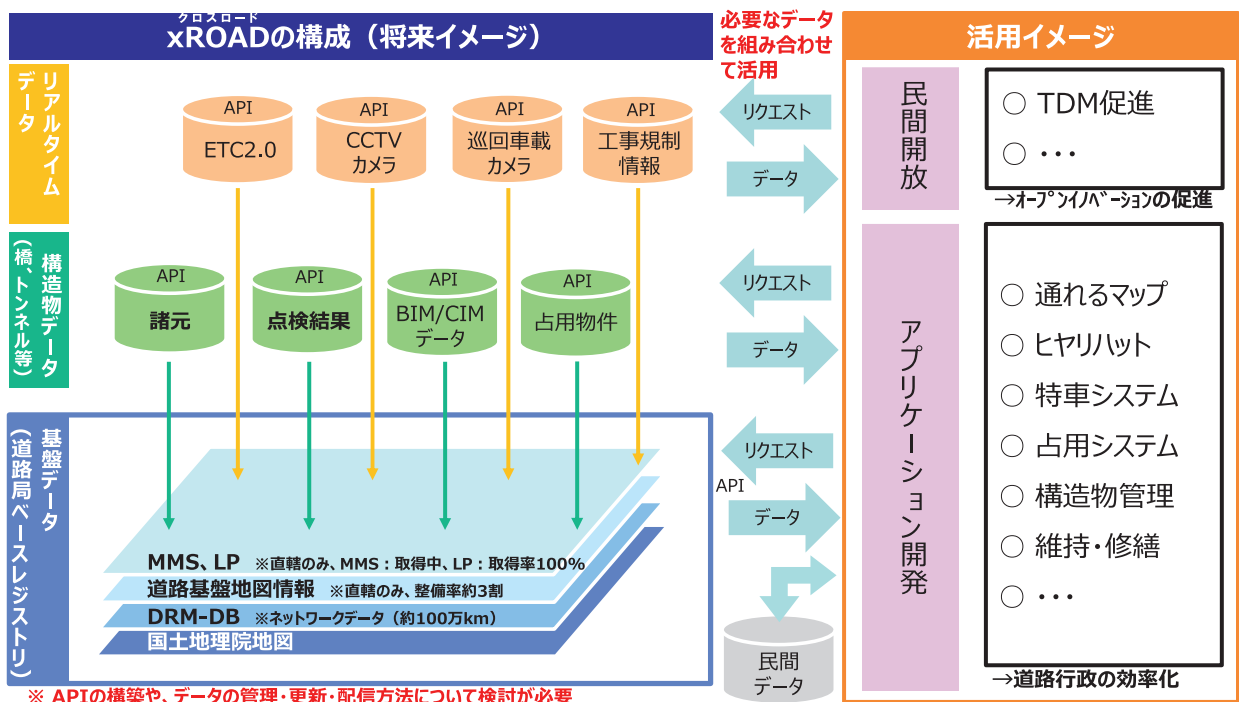 クロスロード
xROADの構成（将来イメージ）
必要なデータ
を組み合わせ
て活用
活用イメージ
リアルタイム
データ
API
ETC2.0
API
CCTV
カメラ
API
巡回車載
カメラ
API
工事規制
情報
リクエスト
データ
民間開放
○ TDM促進
○ ・・・
→オープンイノベーションの促進
構造物データ
(橋、トンネル等)
API
諸元
API
点検結果
API
BIM/CIM
データ
API
占用物件
リクエスト
データ
アプリケーション開発
○ 通れるマップ
○ ヒヤリハット
○ 特車システム
○ 占用システム
○ 構造物管理
○ 維持・修繕
○ ・・・
→道路行政の効率化
基盤データ
(道路局ベースレジストリ)
MMS、LP ※直轄のみ、MMS：取得中、LP：取得率100%
道路基盤地図情報 ※直轄のみ、整備率約3割
DRM-DB ※ネットワークデータ（約100万km）
国土地理院地図
リクエスト
API
データ
民間
データ
※ APIの構築や、データの管理・更新・配信方法について検討が必要